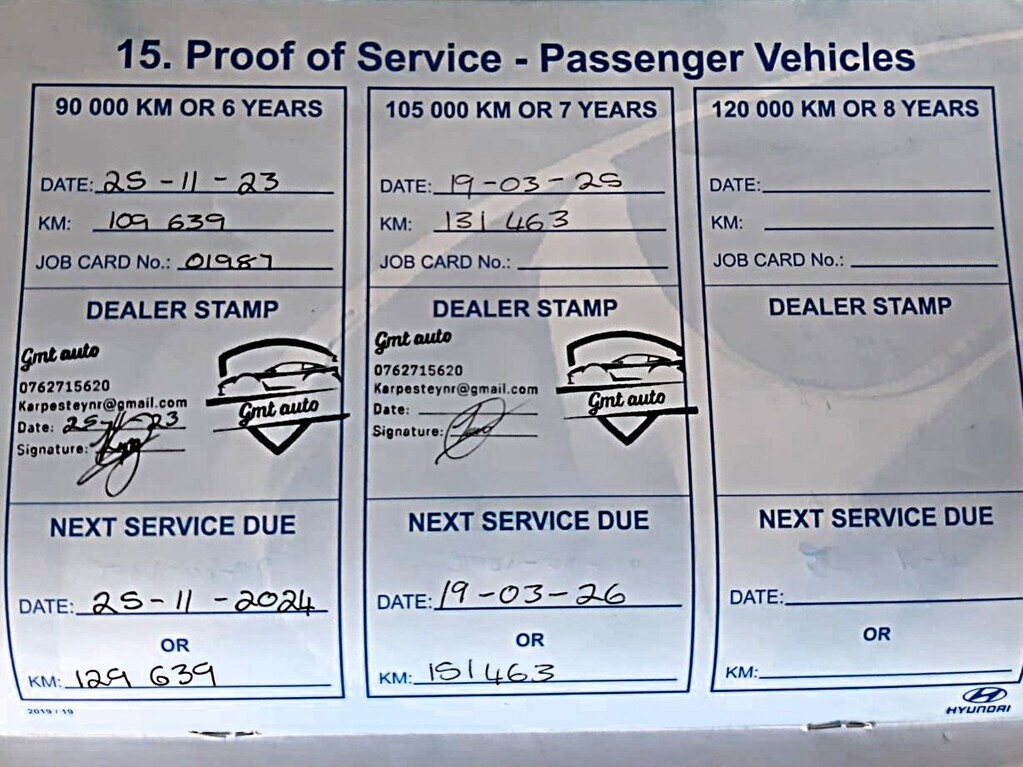 15. Proof of Service - Passenger Vehicles
90 000 KM OR 6 YEARS
DATE: 25-11-23
KM: 109 639
JOB CARD No.: 01987
DEALER STAMP
Gmt auto
0762715620
Karpesteynr@gmail.com
Date: 25-11-23
Signature:
Gmt auto
NEXT SERVICE DUE
DATE: 25-11-2024
OR
KM: 129 639
105 000 KM OR 7 YEARS
DATE: 19-03-25
KM: 131 463
JOB CARD No.:
DEALER STAMP
Gmt auto
0762715620
Karpesteynr@gmail.com
Date:
Signature:
Gmt auto
NEXT SERVICE DUE
DATE: 19-03-26
OR
KM: 151463
120 000 KM OR 8 YEARS
DATE:
KM:
JOB CARD No.:
DEALER STAMP
NEXT SERVICE DUE
DATE:
OR
KM:
2019 / 19
HYUNDAI